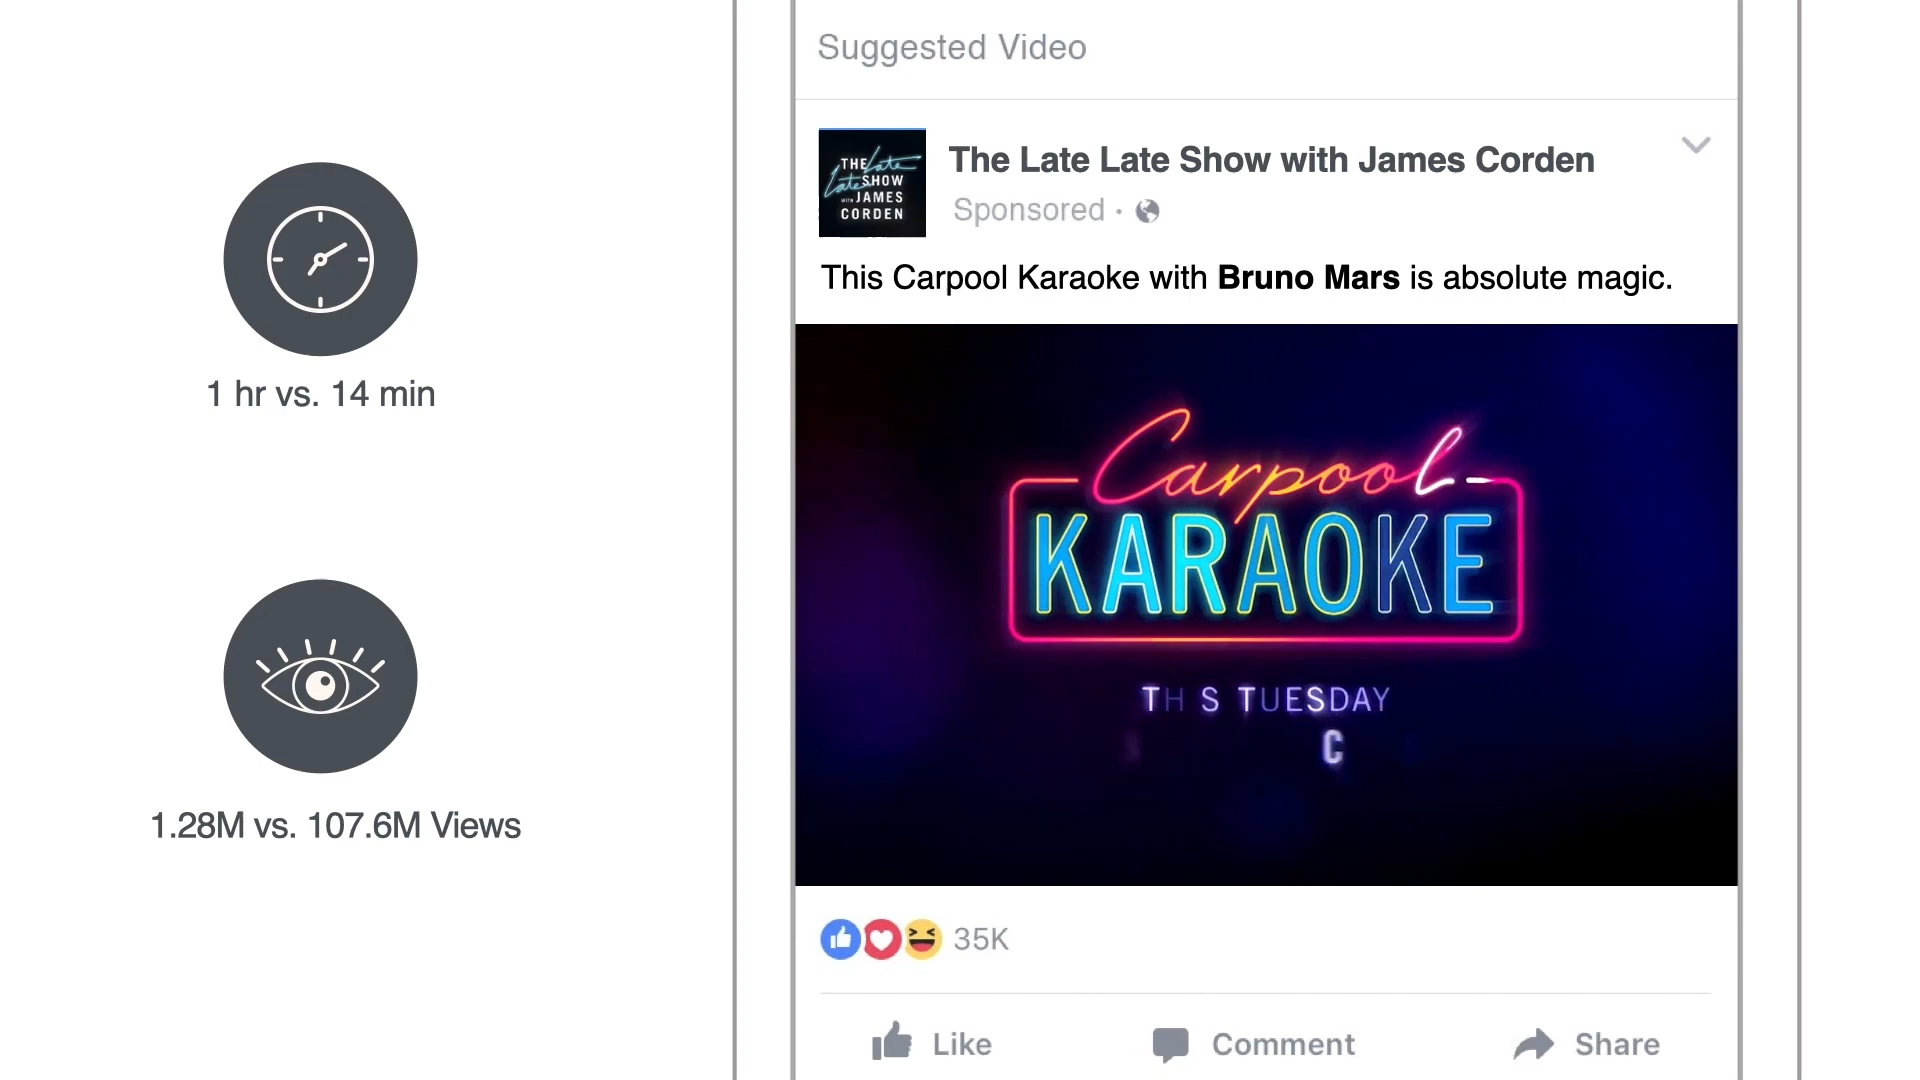 1 hr vs. 14 min
1.28M vs. 107.6M Views
Suggested Video
THE Late
Late SHOW
with JAMES
CORDEN
The Late Late Show with James Corden
Sponsored ·
This Carpool Karaoke with Bruno Mars is absolute magic.
Carpool
KARAOKE
TH S TUESDAY
C
35K
Like
Comment
Share